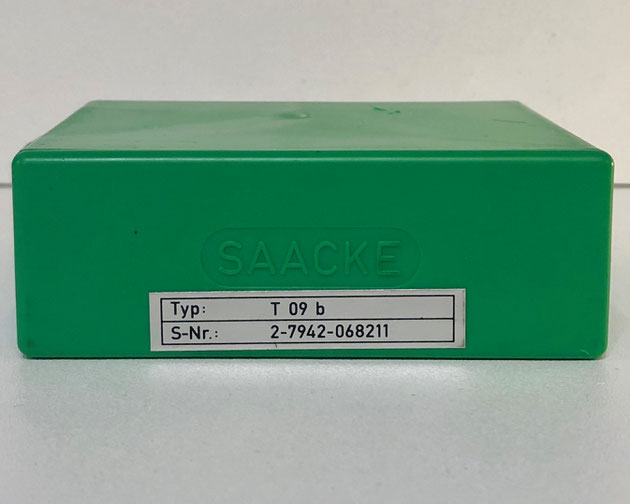 SAACKE
Typ: T 09 b
S-Nr.: 2-7942-068211